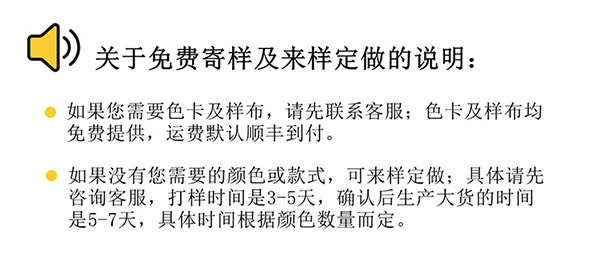 关于免费寄样及来样定做的说明：
如果您需要色卡及样布，请先联系客服；色卡及样布均
免费提供，运费默认顺丰到付。
如果没有您需要的颜色或款式，可来样定做；具体请先
咨询客服，打样时间是3-5天，确认后生产大货的时间
是5-7天，具体时间根据颜色数量而定。